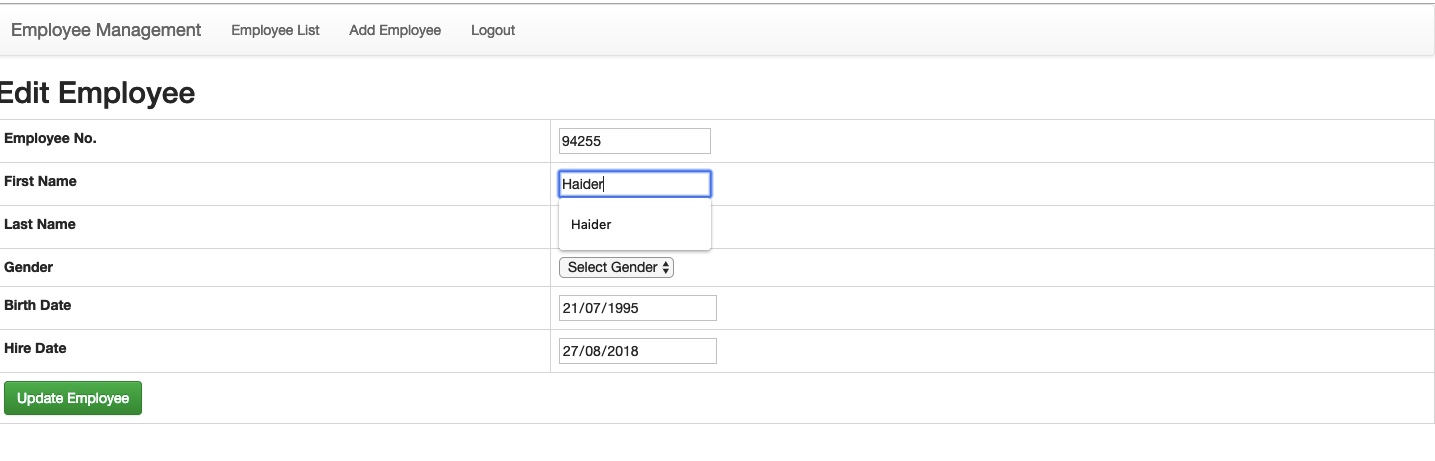 Employee Management Employee List Add Employee Logout
Edit Employee
Employee No. 94255
First Name Haider
Haider
Last Name
Gender Select Gender
Birth Date 21/07/1995
Hire Date 27/08/2018
Update Employee